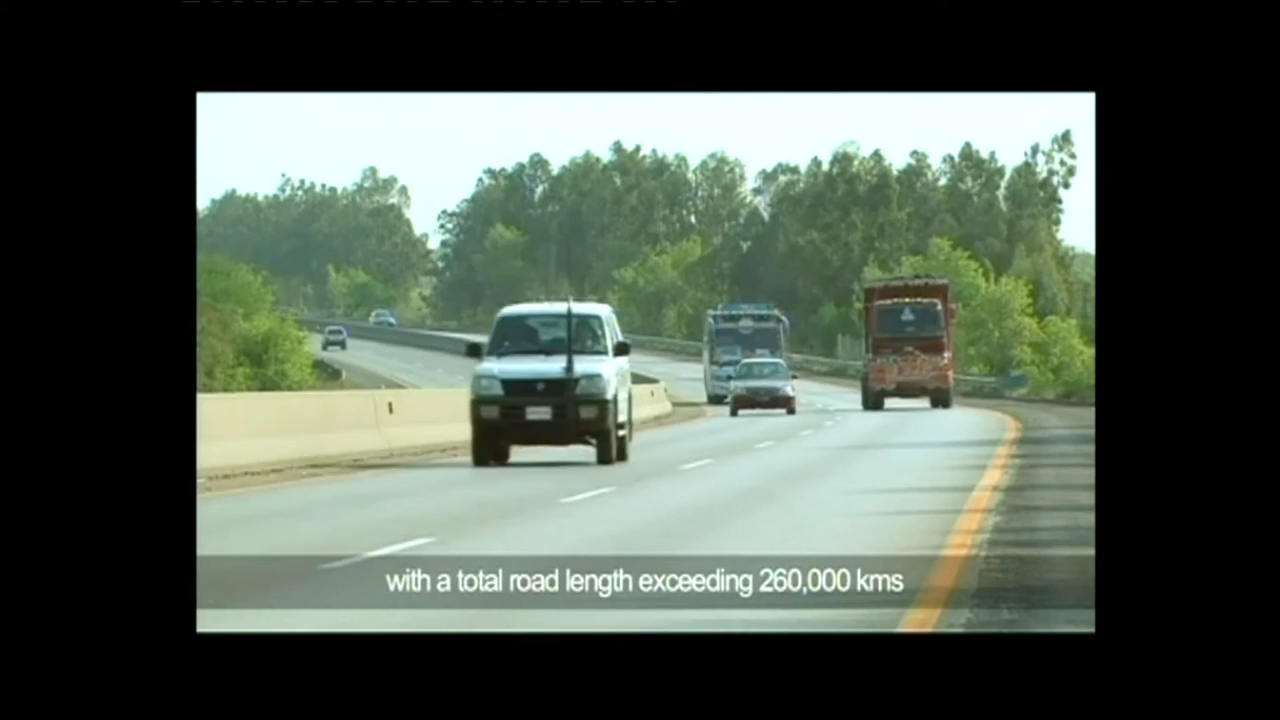 with a total road length exceeding 260,000 kms